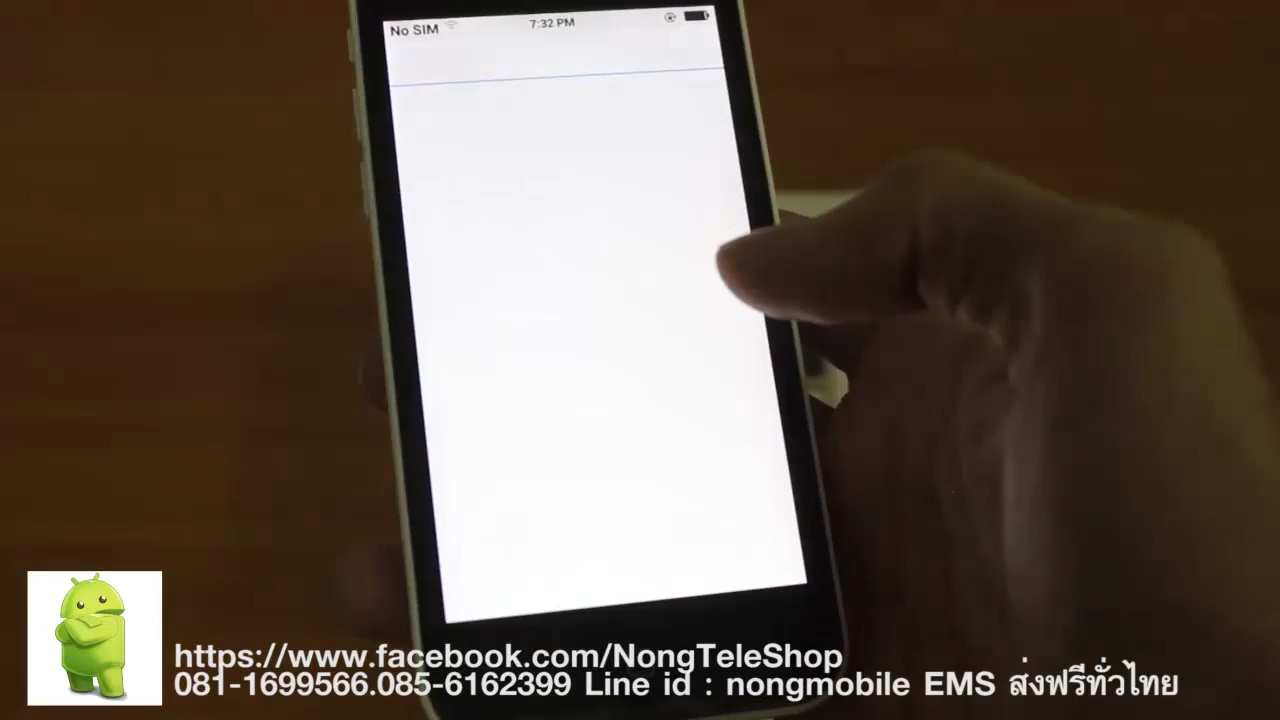 No SIM 7:32 PM
https://www.facebook.com/NongTeleShop
081-1699566.085-6162399 Line id : nongmobile EMS ส่งฟรีทั่วไทย